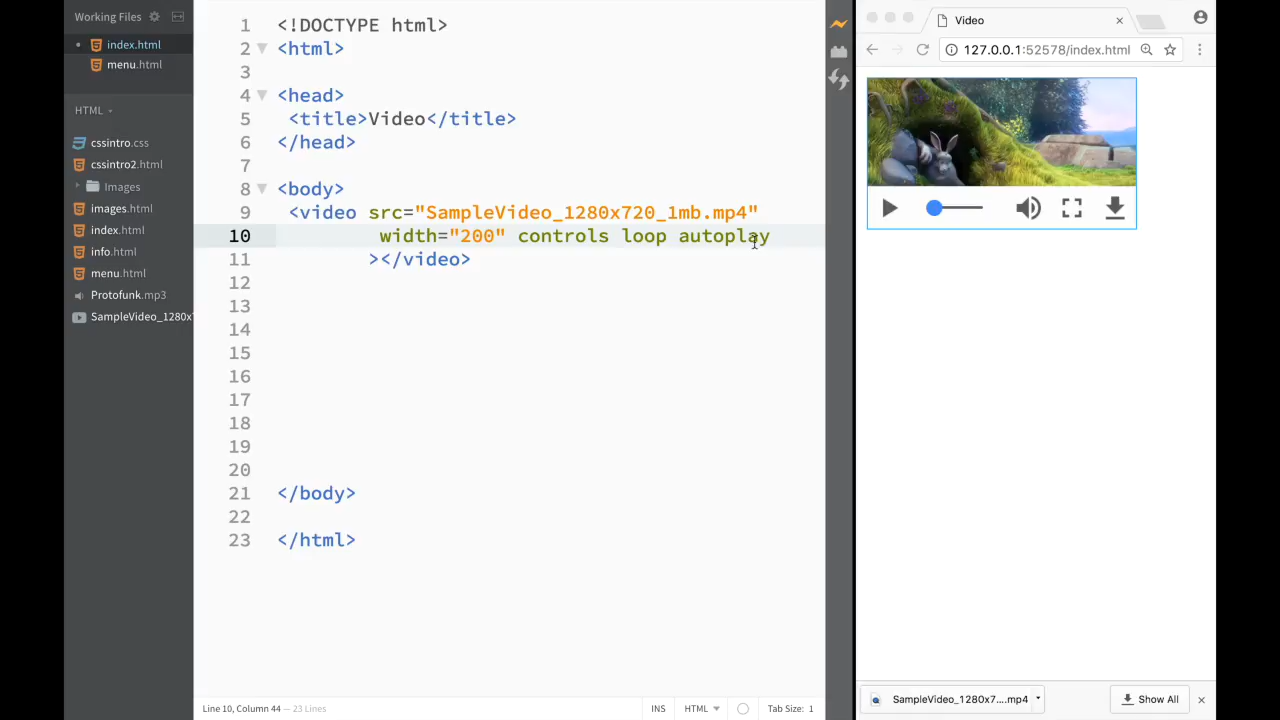 Working Files
index.html
menu.html
HTML
cssintro.css
cssintro2.html
Images
images.html
index.html
info.html
menu.html
Protofunk.mp3
SampleVideo_1280x
1 <!DOCTYPE html>
2 <html>
3
4 <head>
5 <title>Video</title>
6 </head>
7
8 <body>
9 <video src="SampleVideo_1280x720_1mb.mp4"
10 width="200" controls loop autoplay
11 ></video>
12
13
14
15
16
17
18
19
20
21 </body>
22
23 </html>
Line 10, Column 44 — 23 Lines
INS
HTML
Tab Size: 1
Video
127.0.0.1:52578/index.html
SampleVideo_1280x7....mp4
Show All